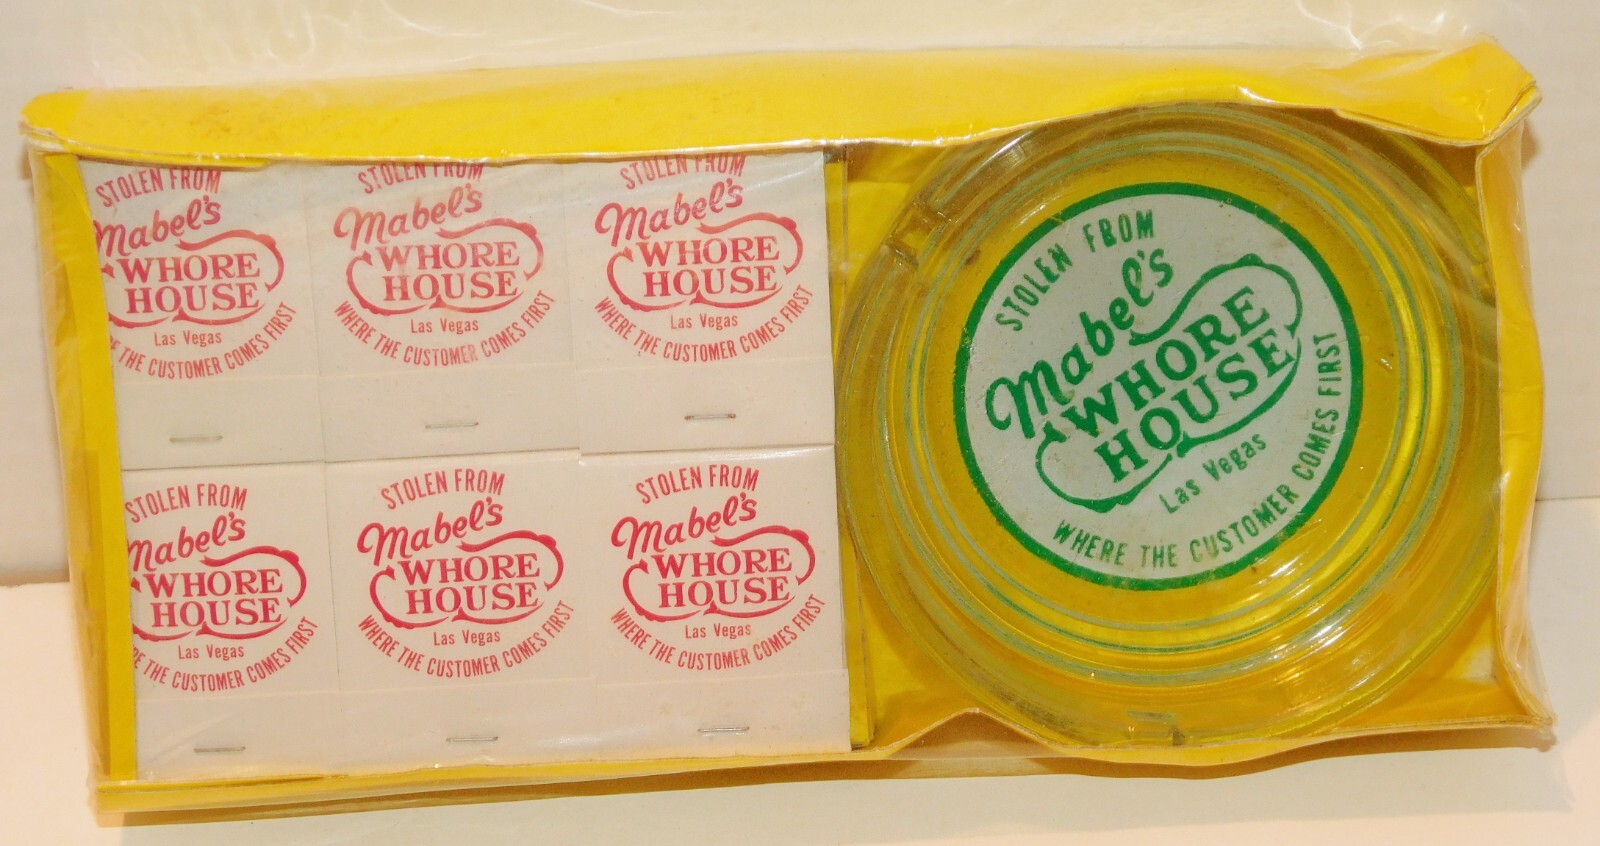 STOLEN FROM
Mabel's
WHORE
HOUSE
Las Vegas
THE CUSTOMER COMES FIRST
STOLEN FROM
Mabel's
WHORE
HOUSE
Las Vegas
WHERE THE CUSTOMER COMES FIRST
STOLEN FROM
Mabel's
WHORE
HOUSE
Las Vegas
WHERE THE CUSTOMER COMES FIRST
STOLEN FROM
Mabel's
WHORE
HOUSE
Las Vegas
THE CUSTOMER COMES FIRST
STOLEN FROM
Mabel's
WHORE
HOUSE
Las Vegas
WHERE THE CUSTOMER COMES FIRST
STOLEN FROM
Mabel's
WHORE
HOUSE
Las Vegas
WHERE THE CUSTOMER COMES FIRST
STOLEN FROM
Mabel's
WHORE
HOUSE
Las Vegas
WHERE THE CUSTOMER COMES FIRST